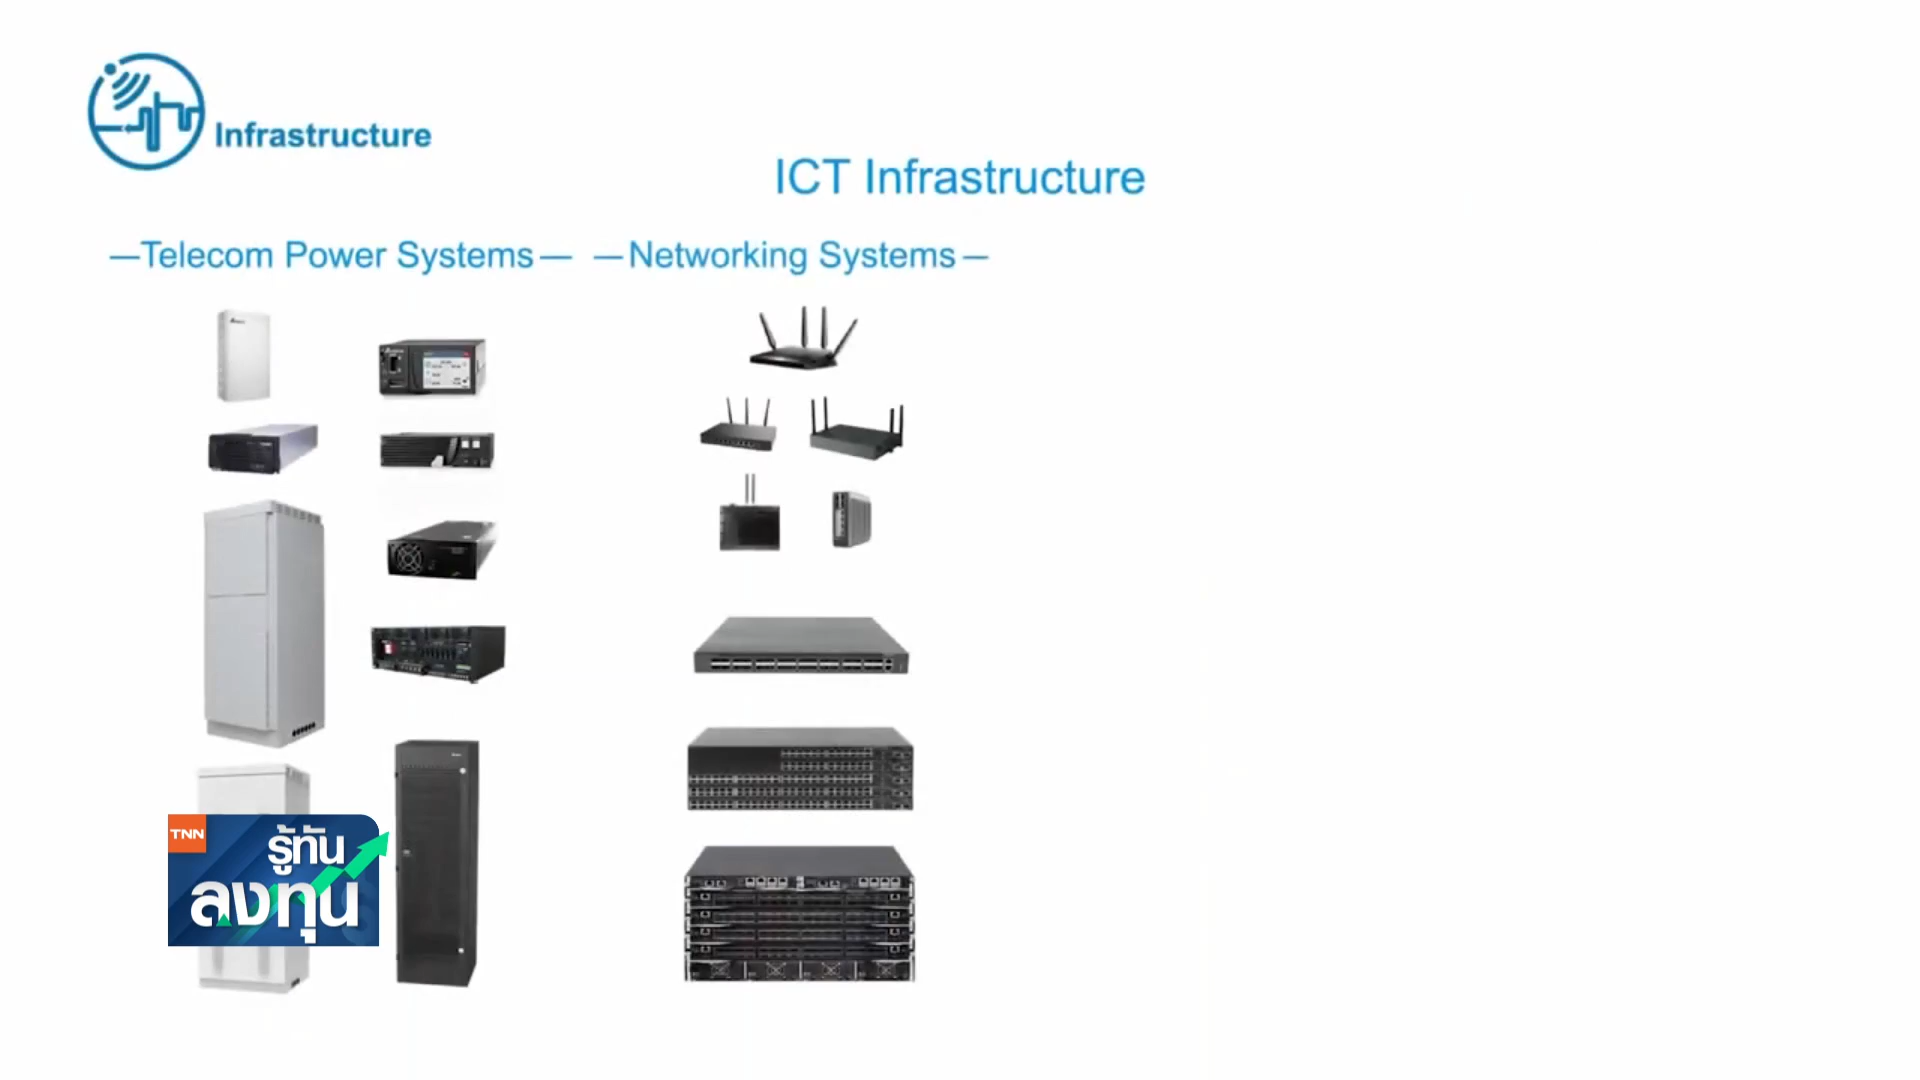 Infrastructure
ICT Infrastructure
—Telecom Power Systems— —Networking Systems—
TNN
รู้ทัน
ลงทุน